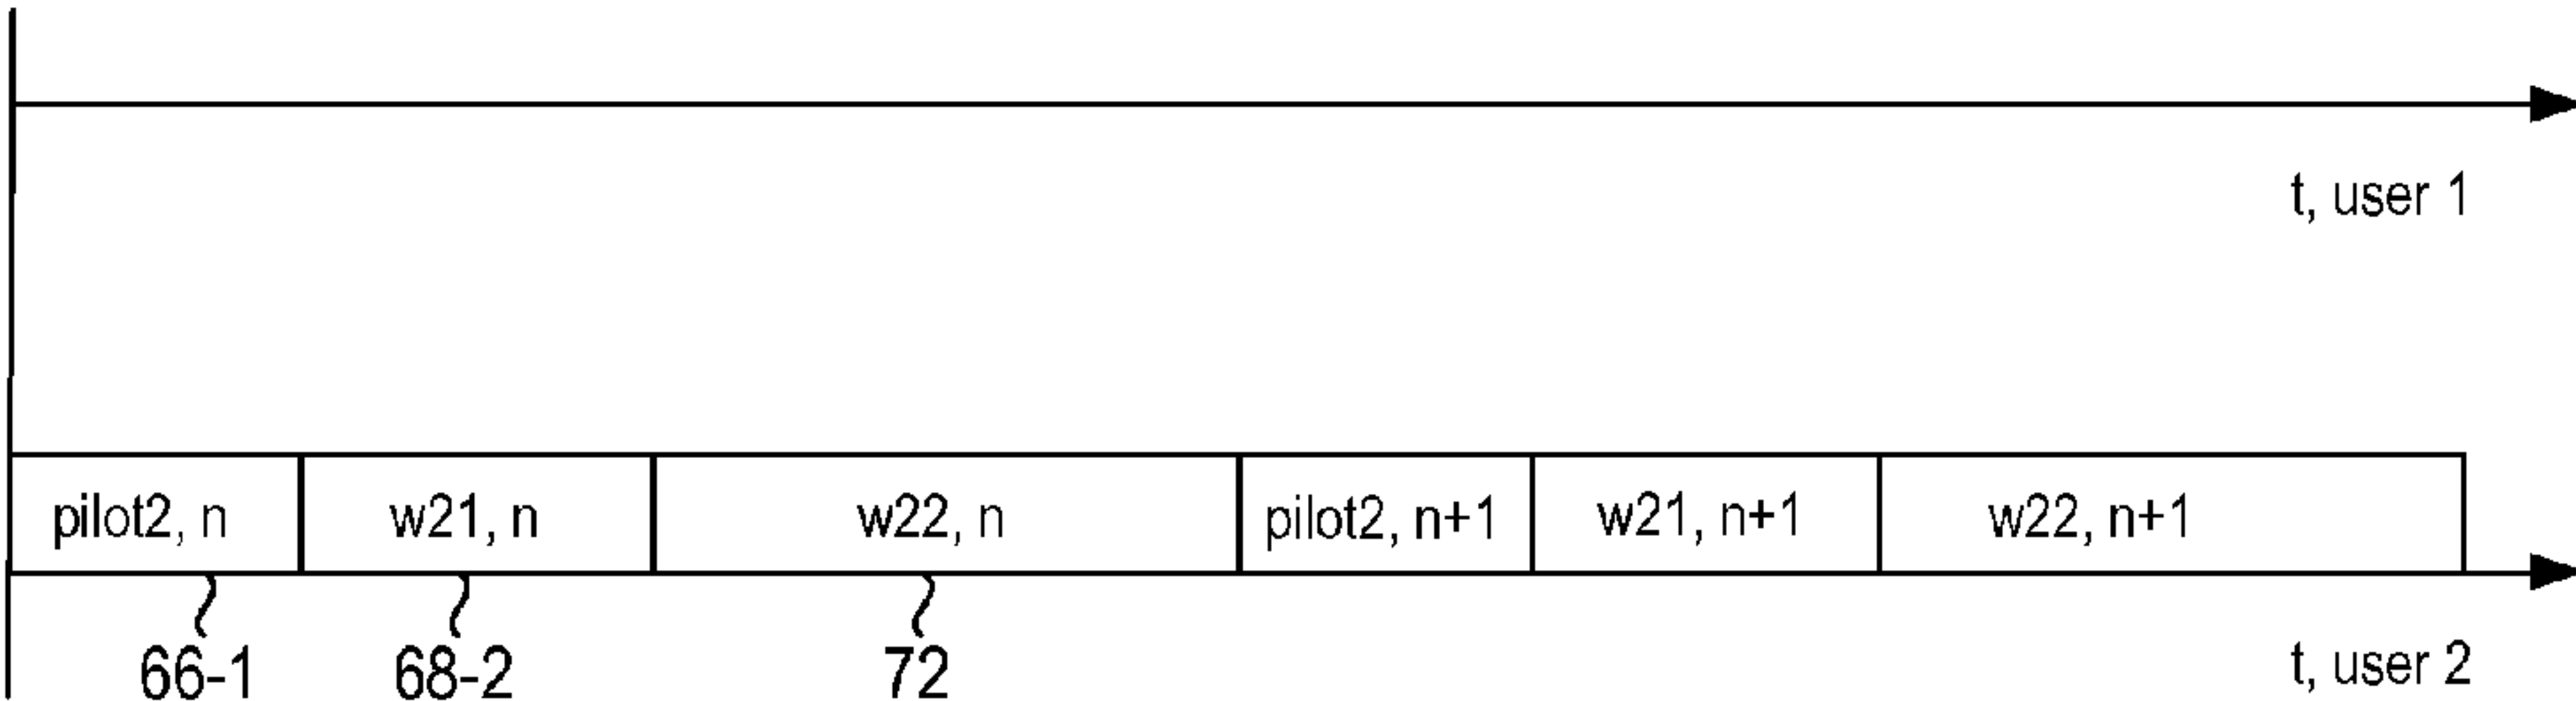 t, user 1
pilot2, n w21, n w22, n pilot2, n+1 w21, n+1 w22, n+1
66-1 68-2 72 t, user 2